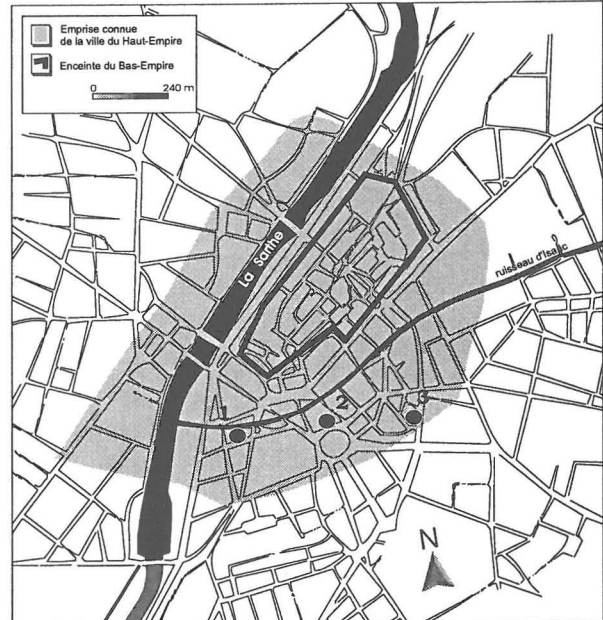 Emprise connue
de la ville du Haut-Empire
Enceinte du Bas-Empire
0 240 m
La Sarthe
ruisseau d'Isaac
1
2
3
N